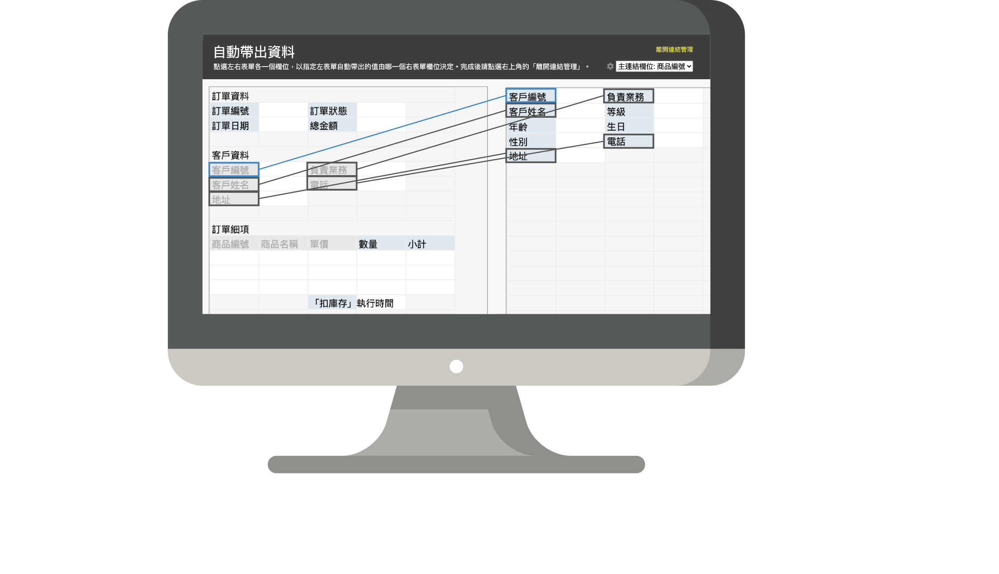 自動帶出資料
離開連結管理
點選左右表單各一個欄位，以指定左表單自動帶出的值由哪一個右表單欄位決定。完成後請點選右上角的「離開連結管理」。
主連結欄位: 商品編號
訂單資料
訂單編號 訂單狀態
訂單日期 總金額
客戶資料
客戶編號 負責業務
客戶姓名 電話
地址
訂單細項
商品編號 商品名稱 單價 數量 小計
「扣庫存」執行時間
客戶編號 負責業務
客戶姓名 等級
年齡 生日
性別 電話
地址